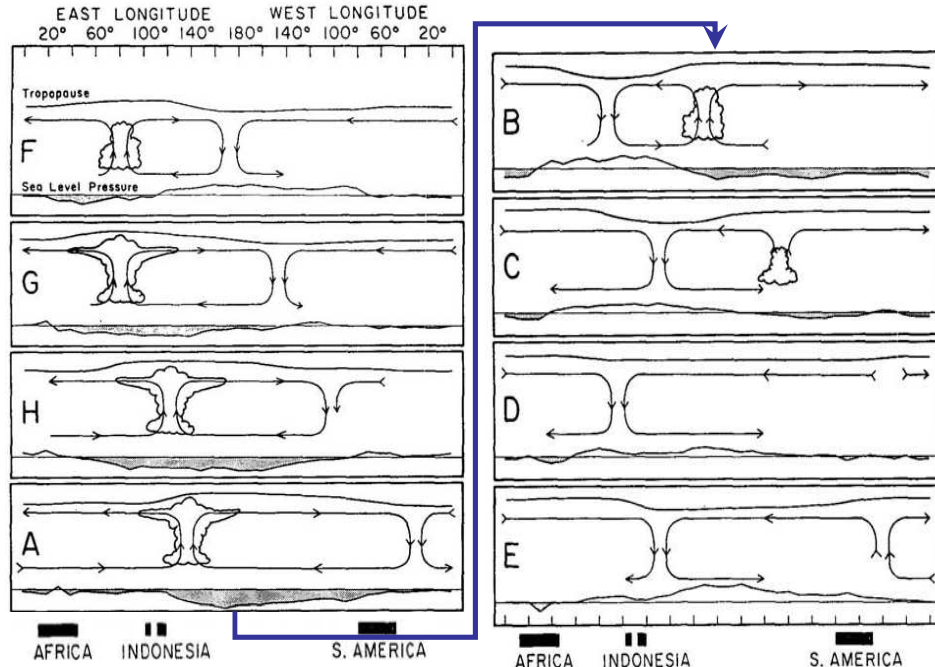 EAST LONGITUDE WEST LONGITUDE
20° 60° 100° 140° 180° 140° 100° 60° 20°
Tropopause
F
Sea Level Pressure
G
H
A
AFRICA INDONESIA S. AMERICA
B
C
D
E
AFRICA INDONESIA S. AMERICA